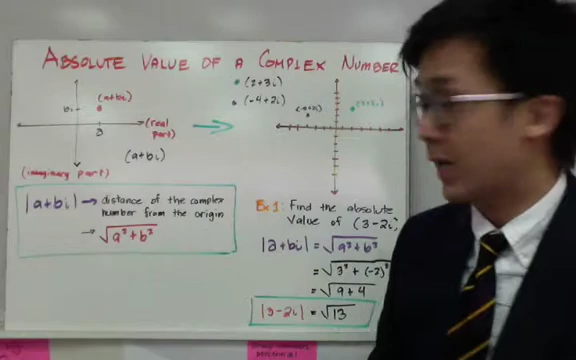 ABSOLUTE VALUE OF A COMPLEX NUMBER
(a+bi)
bi
a
(real part)
(imaginary part)
(a+bi)
(2+3i)
(-4+2i)
(-4+2i)
(2+3i)
|a+bi| → distance of the complex
number from the origin
→ √a²+b²
Ex 1: Find the absolute
value of (3-2i)
|a+bi| = √a²+b²
= √3²+(-2)²
= √9+4
|3-2i| = √13